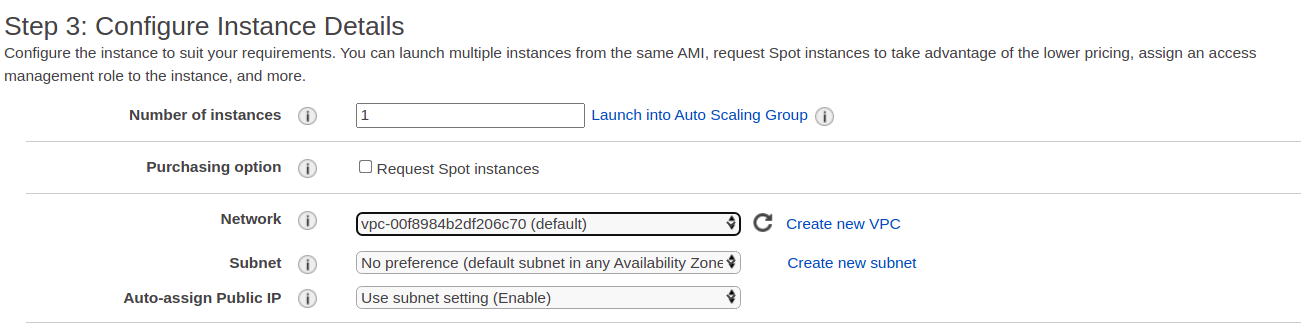 Step 3: Configure Instance Details
Configure the instance to suit your requirements. You can launch multiple instances from the same AMI, request Spot instances to take advantage of the lower pricing, assign an access
management role to the instance, and more.
Number of instances i 1 Launch into Auto Scaling Group i
Purchasing option i Request Spot instances
Network i vpc-00f8984b2df206c70 (default) Create new VPC
Subnet i No preference (default subnet in any Availability Zone Create new subnet
Auto-assign Public IP i Use subnet setting (Enable)